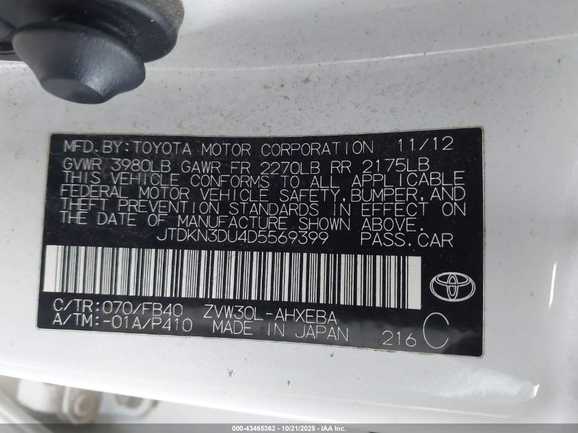 MFD.BY:TOYOTA MOTOR CORPORATION 11/12
GVWR 3980LB GAWR FR 2270LB RR 2175LB
THIS VEHICLE CONFORMS TO ALL APPLICABLE
FEDERAL MOTOR VEHICLE SAFETY,BUMPER,AND
THEFT PREVENTION STANDARDS IN EFFECT ON
THE DATE OF MANUFACTURE SHOWN ABOVE.
JTDKN3DU4D5569399 PASS.CAR
C/TR:070/FB40 ZVW30L-AHXEBA
A/TM:-01A/P410 MADE IN JAPAN 216 C
TOYOTA
000-43465362 - 10/21/2025 - IAA Inc.